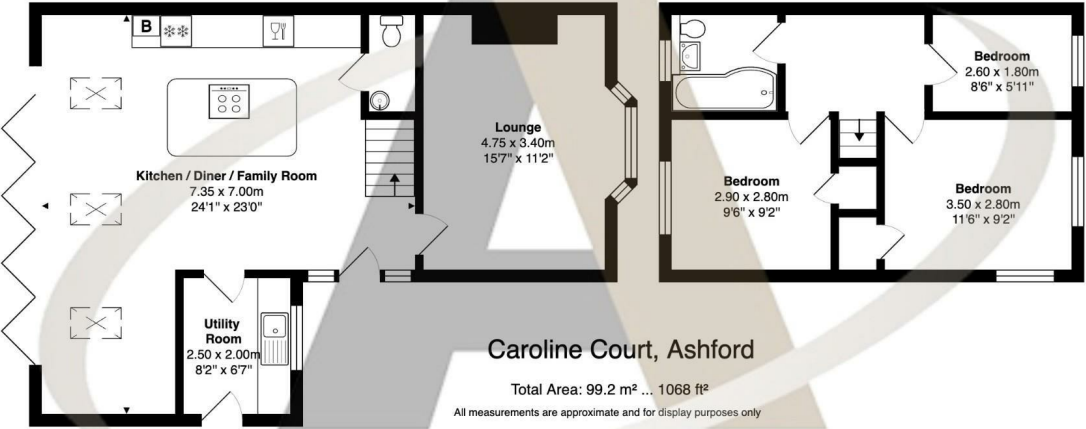 B
Kitchen / Diner / Family Room
7.35 x 7.00m
24'1" x 23'0"
Lounge
4.75 x 3.40m
15'7" x 11'2"
Utility
Room
2.50 x 2.00m
8'2" x 6'7"
Bedroom
2.60 x 1.80m
8'6" x 5'11"
Bedroom
2.90 x 2.80m
9'6" x 9'2"
Bedroom
3.50 x 2.80m
11'6" x 9'2"
Caroline Court, Ashford
Total Area: 99.2 m² ... 1068 ft²
All measurements are approximate and for display purposes only